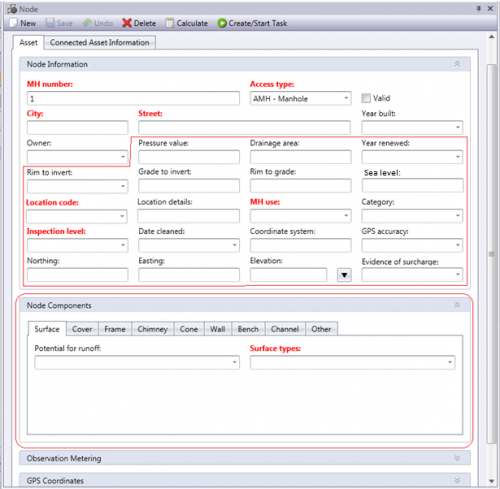 Node
New Save Undo Delete Calculate Create/Start Task
Asset Connected Asset Information
Node Information
MH number: Access type:
1 AMH - Manhole Valid
City: Street: Year built:
Owner: Pressure value: Drainage area: Year renewed:
Rim to invert: Grade to invert: Rim to grade: Sea level:
Location code: Location details: MH use: Category:
Inspection level: Date cleaned: Coordinate system: GPS accuracy:
Northing: Easting: Elevation: Evidence of surcharge:
Node Components
Surface Cover Frame Chimney Cone Wall Bench Channel Other
Potential for runoff: Surface types:
Observation Metering
GPS Coordinates